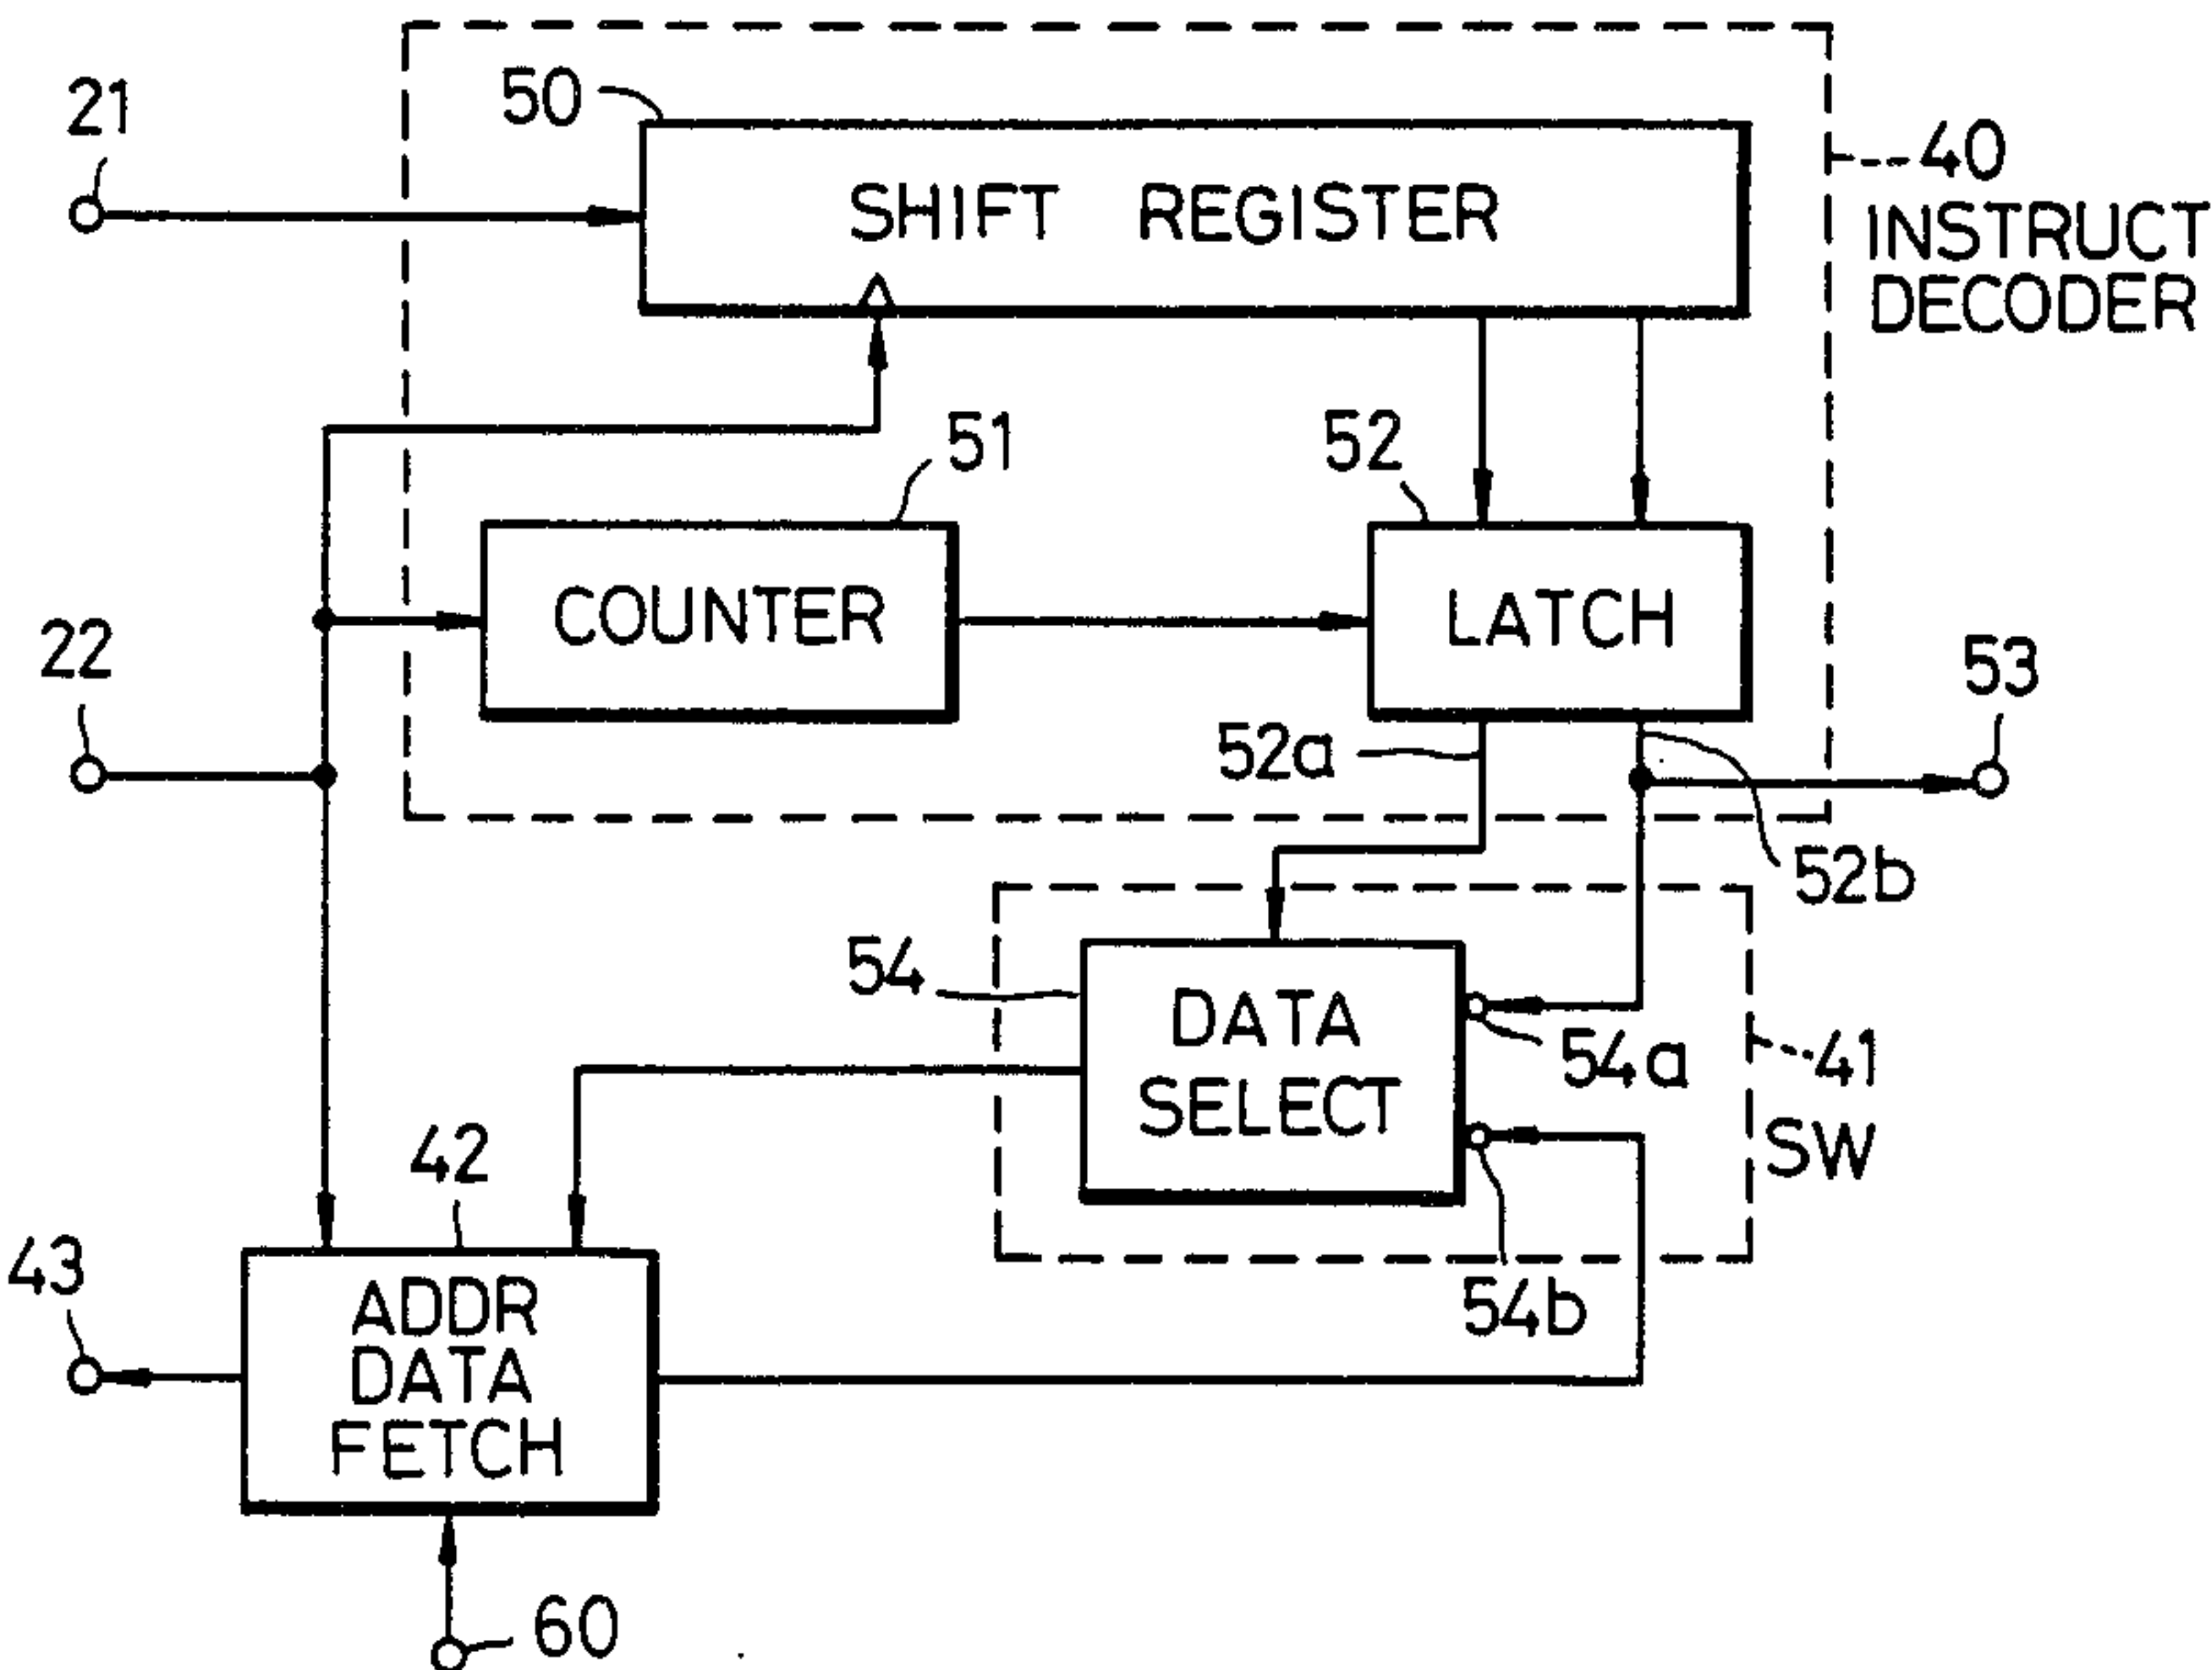 21
50
SHIFT REGISTER
40
INSTRUCT
DECODER
51
52
COUNTER
LATCH
22
53
52a
52b
54
DATA
SELECT
54a
41
SW
42
54b
43
ADDR
DATA
FETCH
60